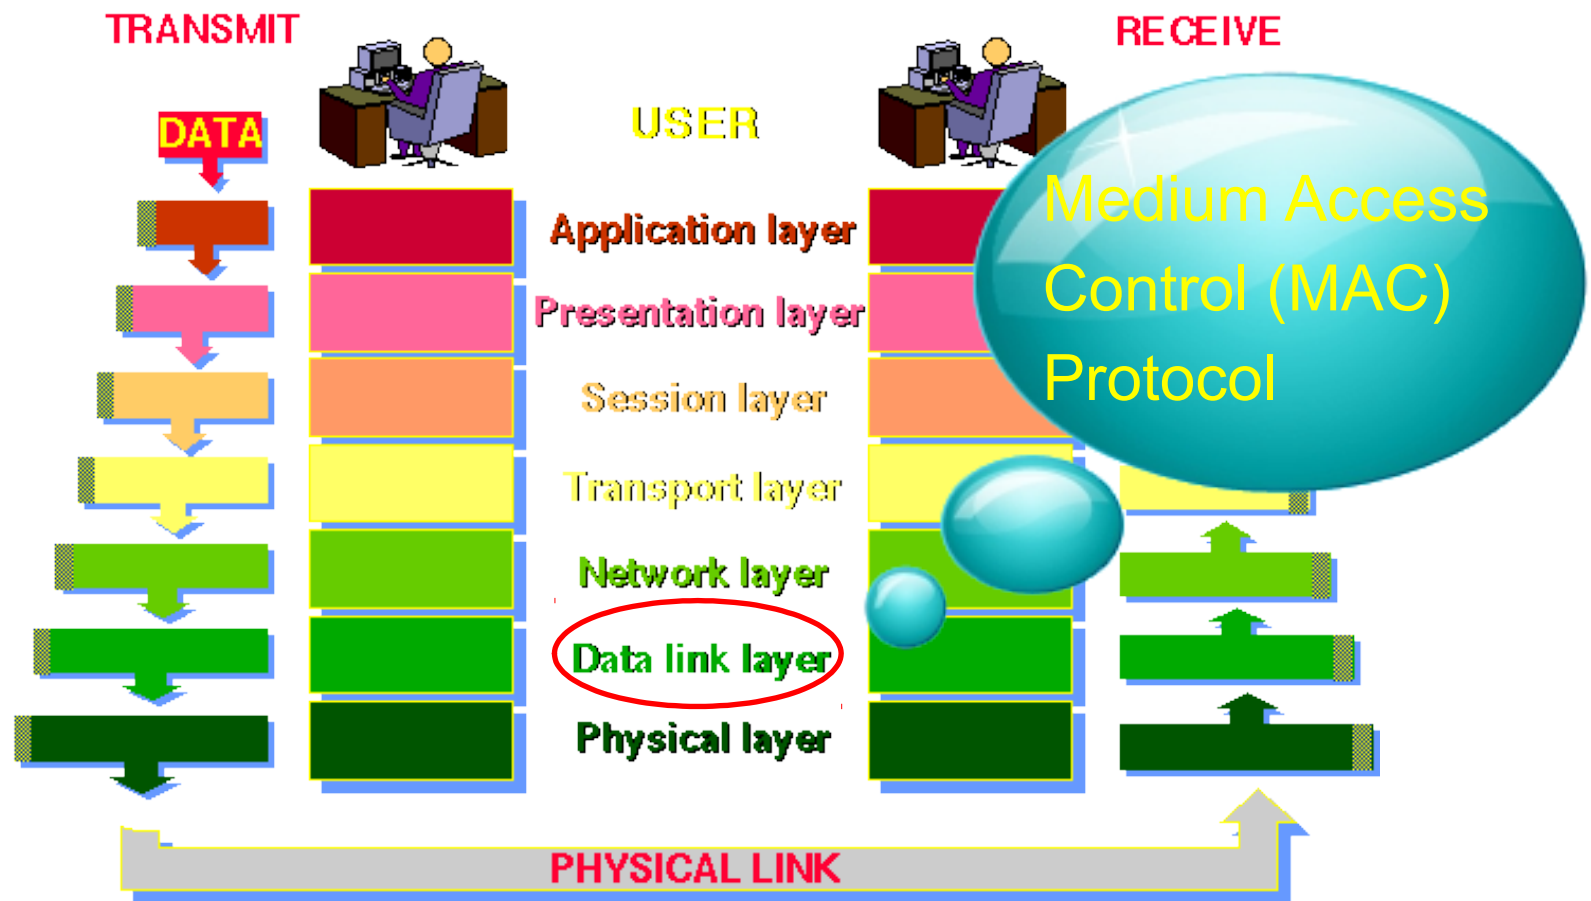 TRANSMIT
RECEIVE
DATA
USER
Application layer
Presentation layer
Session layer
Transport layer
Network layer
Data link layer
Physical layer
PHYSICAL LINK
Medium Access
Control (MAC)
Protocol